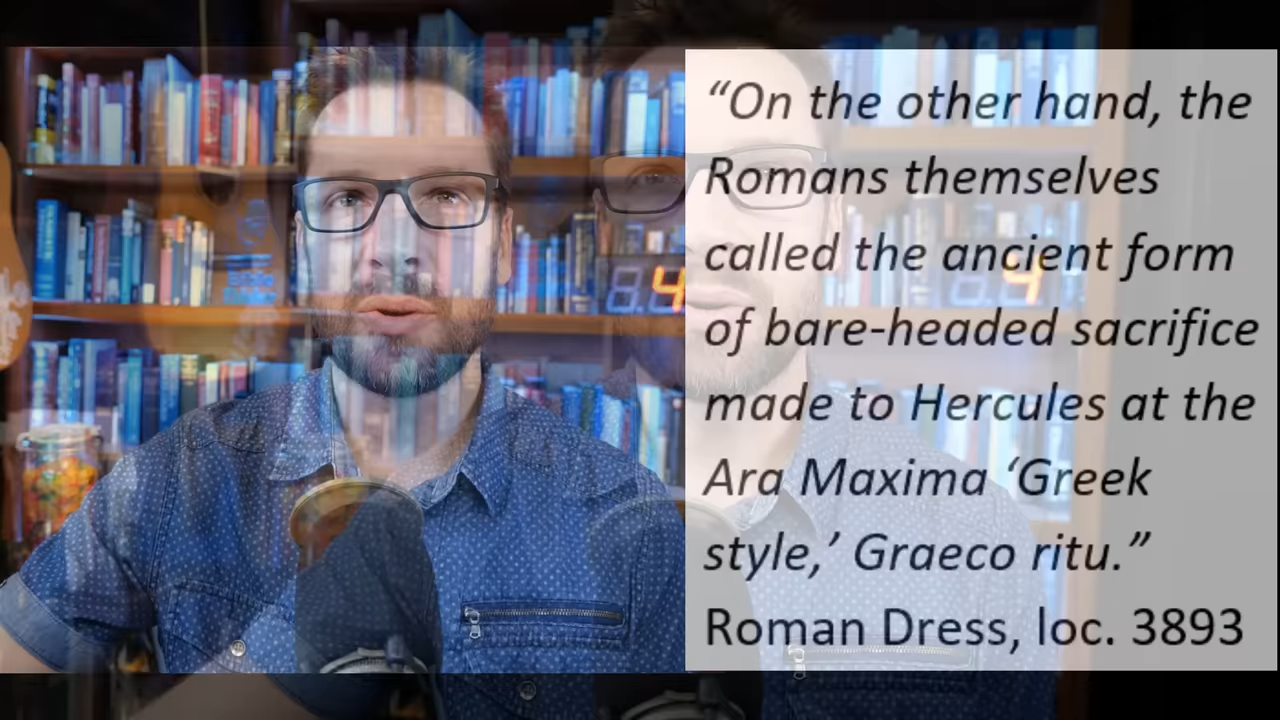 “On the other hand, the
Romans themselves
called the ancient form
of bare-headed sacrifice
made to Hercules at the
Ara Maxima ‘Greek
style,’ Graeco ritu.”
Roman Dress, loc. 3893